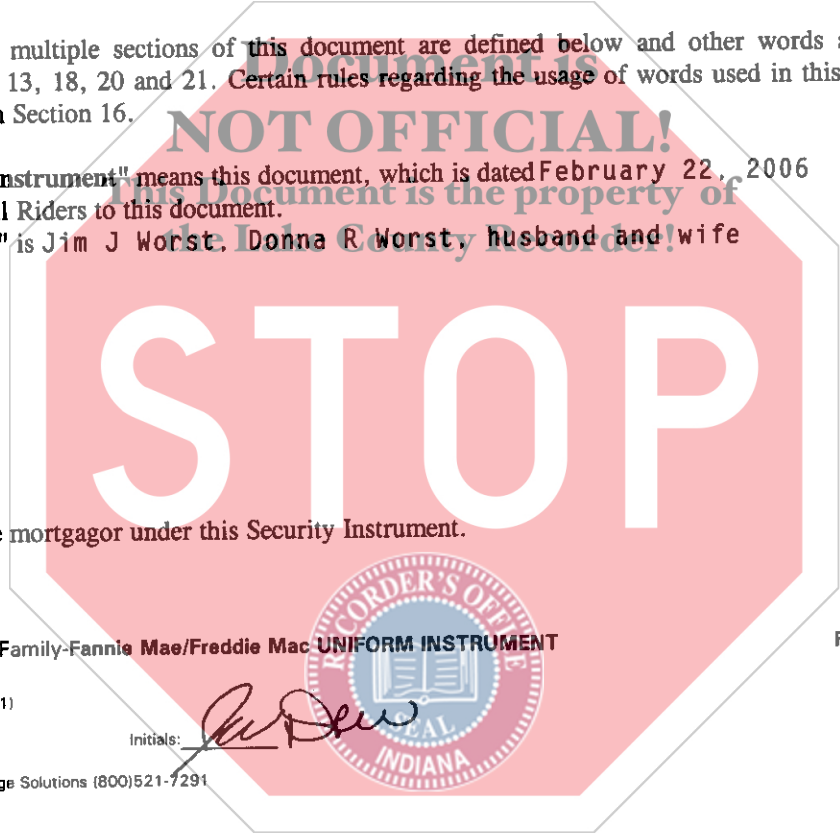 multiple sections of this document are defined below and other words
13, 18, 20 and 21. Certain rules regarding the usage of words used in this
Section 16.
Document is
NOT OFFICIAL!
This Document is the property of
the Lake County Recorder!
nstrument" means this document, which is dated February 22, 2006
l Riders to this document.
" is Jim J Worst, Donna R Worst, husband and wife
STOP
mortgagor under this Security Instrument.
Family-Fannie Mae/Freddie Mac UNIFORM INSTRUMENT
1)
Initials:
RECORDER'S OFFICE
SEAL
INDIANA
ge Solutions (800)521-7291